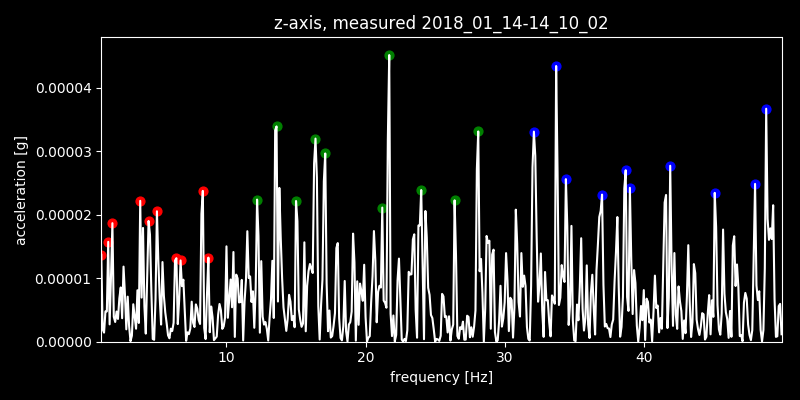 z-axis, measured 2018_01_14-14_10_02
acceleration [g]
0.00004
0.00003
0.00002
0.00001
0.00000
10 20 30 40
frequency [Hz]